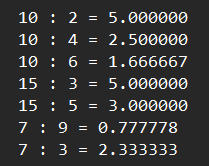 10 : 2 = 5.000000
10 : 4 = 2.500000
10 : 6 = 1.666667
15 : 3 = 5.000000
15 : 5 = 3.000000
7 : 9 = 0.777778
7 : 3 = 2.333333